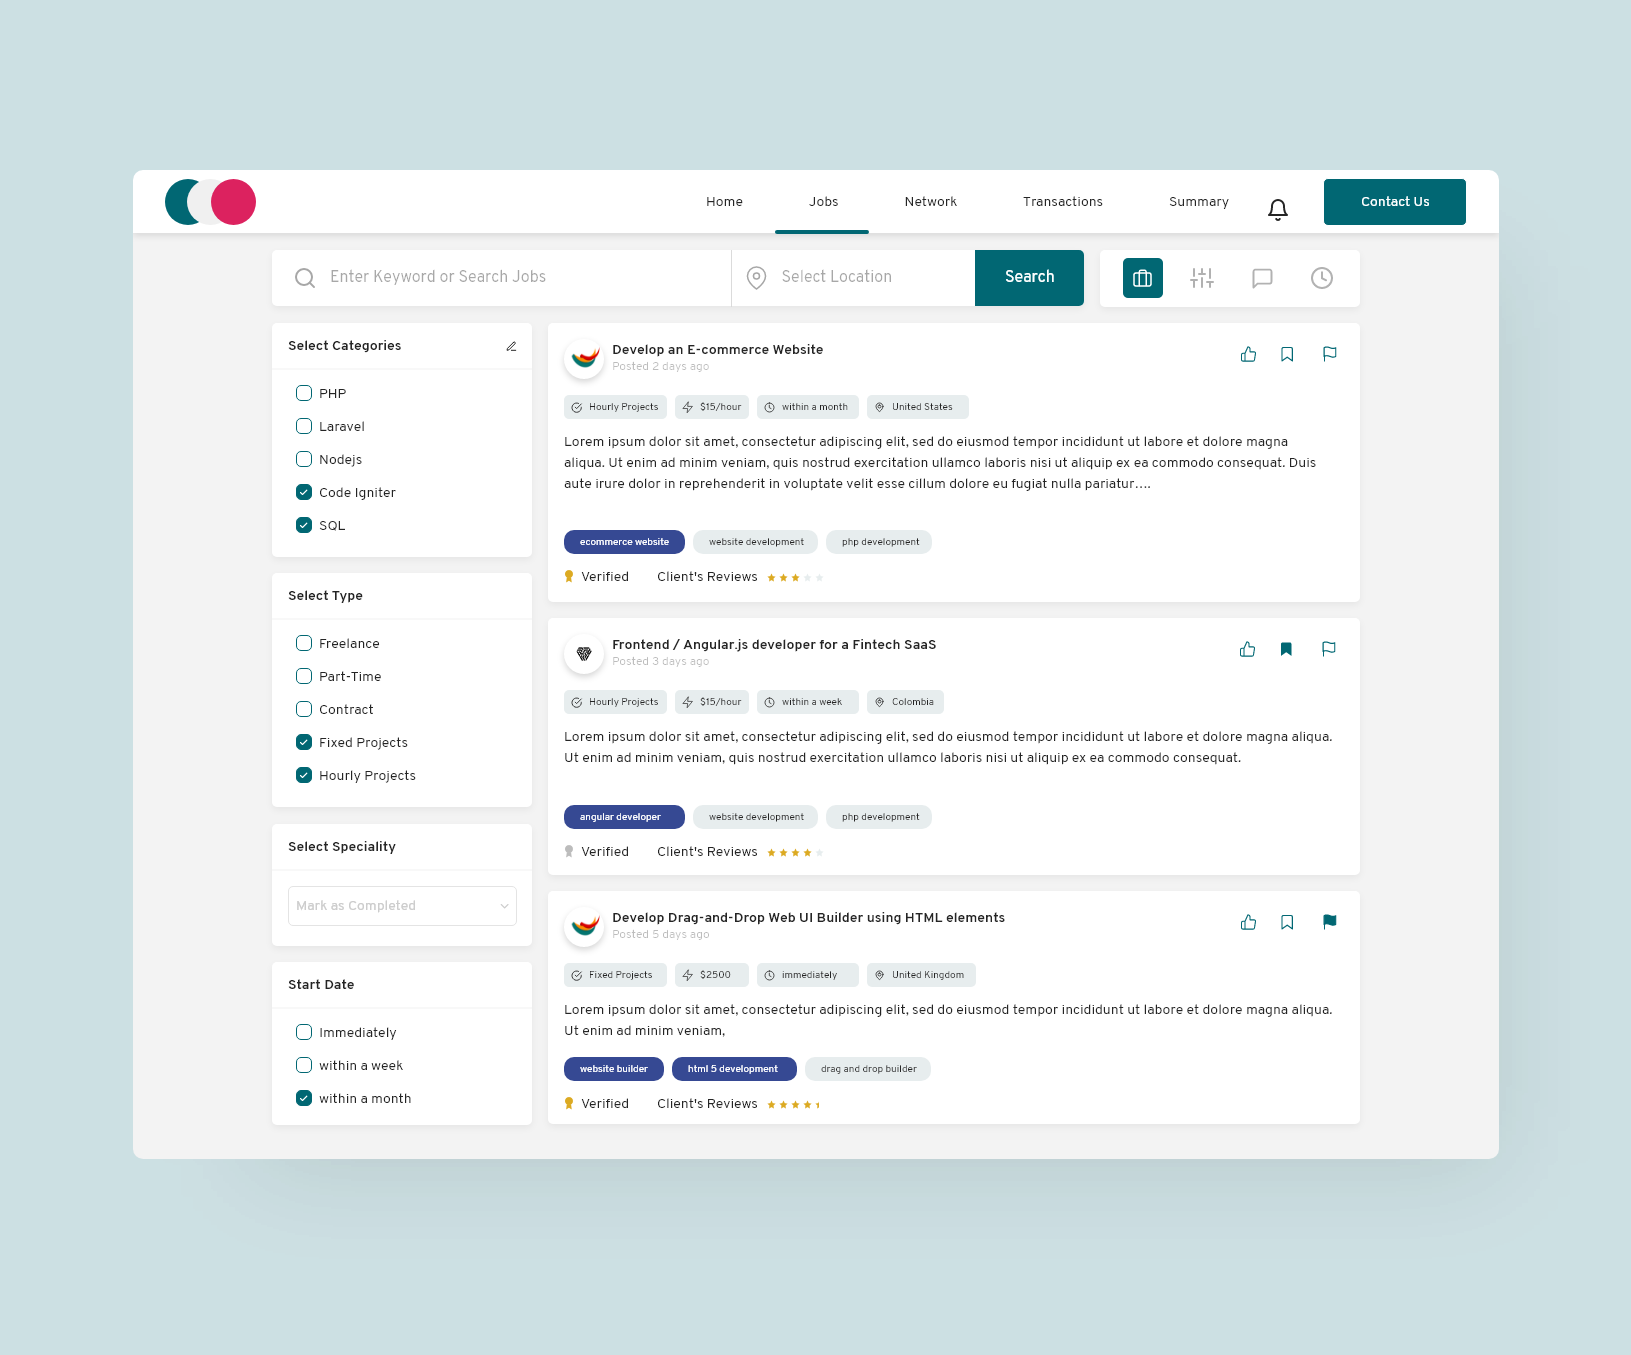 Home Jobs Network Transactions Summary Contact Us
Enter Keyword or Search Jobs Select Location Search
Select Categories
PHP
Laravel
Nodejs
Code Igniter
SQL
Select Type
Freelance
Part-Time
Contract
Fixed Projects
Hourly Projects
Select Speciality
Mark as Completed
Start Date
Immediately
within a week
within a month
Develop an E-commerce Website
Posted 2 days ago
Hourly Projects $15/hour within a month United States
Lorem ipsum dolor sit amet, consectetur adipiscing elit, sed do eiusmod tempor incididunt ut labore et dolore magna
aliqua. Ut enim ad minim veniam, quis nostrud exercitation ullamco laboris nisi ut aliquip ex ea commodo consequat. Duis
aute irure dolor in reprehenderit in voluptate velit esse cillum dolore eu fugiat nulla pariatur....
ecommerce website website development php development
Verified Client's Reviews
Frontend / Angular.js developer for a Fintech SaaS
Posted 3 days ago
Hourly Projects $15/hour within a week Colombia
Lorem ipsum dolor sit amet, consectetur adipiscing elit, sed do eiusmod tempor incididunt ut labore et dolore magna aliqua.
Ut enim ad minim veniam, quis nostrud exercitation ullamco laboris nisi ut aliquip ex ea commodo consequat.
angular developer website development php development
Verified Client's Reviews
Develop Drag-and-Drop Web UI Builder using HTML elements
Posted 5 days ago
Fixed Projects $2500 immediately United Kingdom
Lorem ipsum dolor sit amet, consectetur adipiscing elit, sed do eiusmod tempor incididunt ut labore et dolore magna aliqua.
Ut enim ad minim veniam,
website builder html 5 development drag and drop builder
Verified Client's Reviews